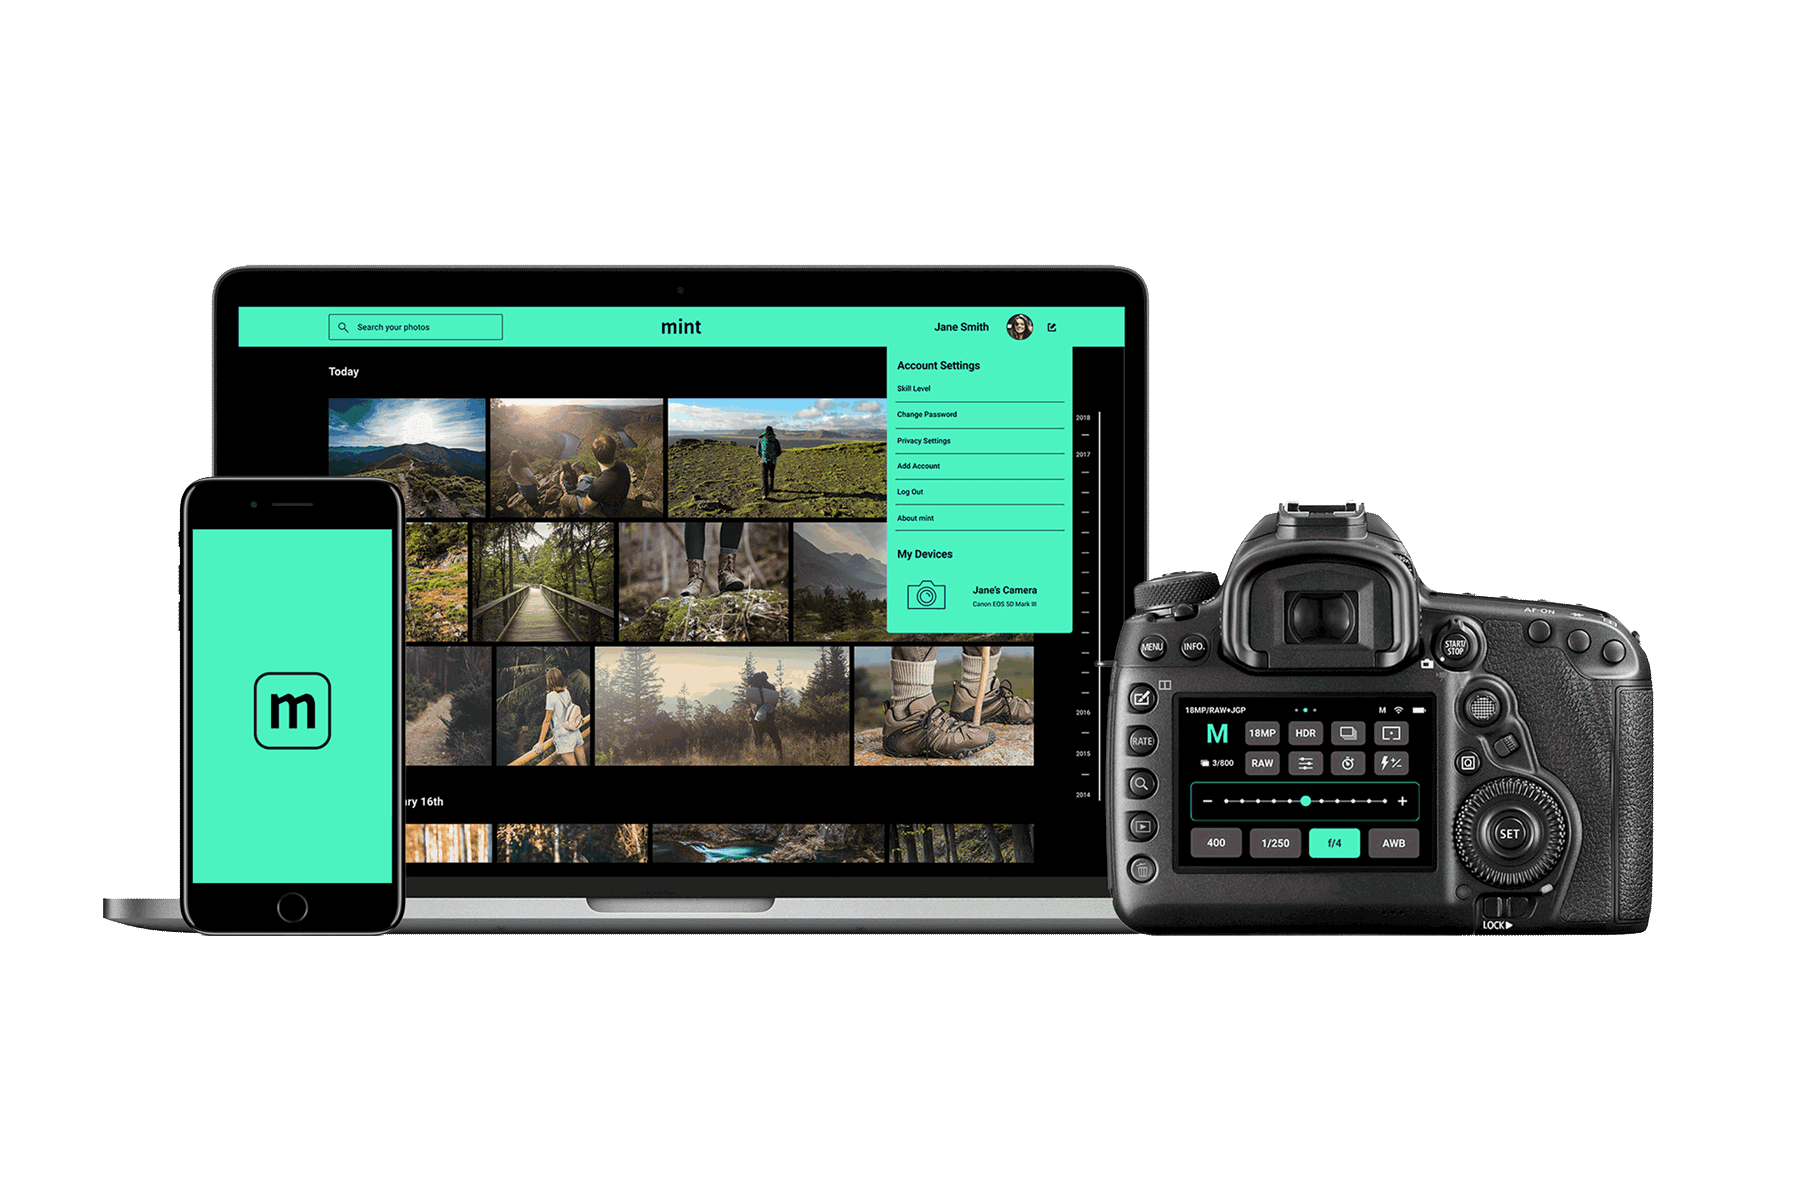 Search your photos
mint
Jane Smith
Today
Account Settings
Skill Level
Change Password
Privacy Settings
Add Account
Log Out
About mint
My Devices
Jane's Camera
Canon EOS 5D Mark III
2018
2017
2016
2015
2014
ary 16th
m
MENU
INFO.
START/
STOP
AF-ON
RATE
18MP/RAW+JGP
M
M
18MP
HDR
3/800
RAW
400
1/250
f/4
AWB
SET
LOCK